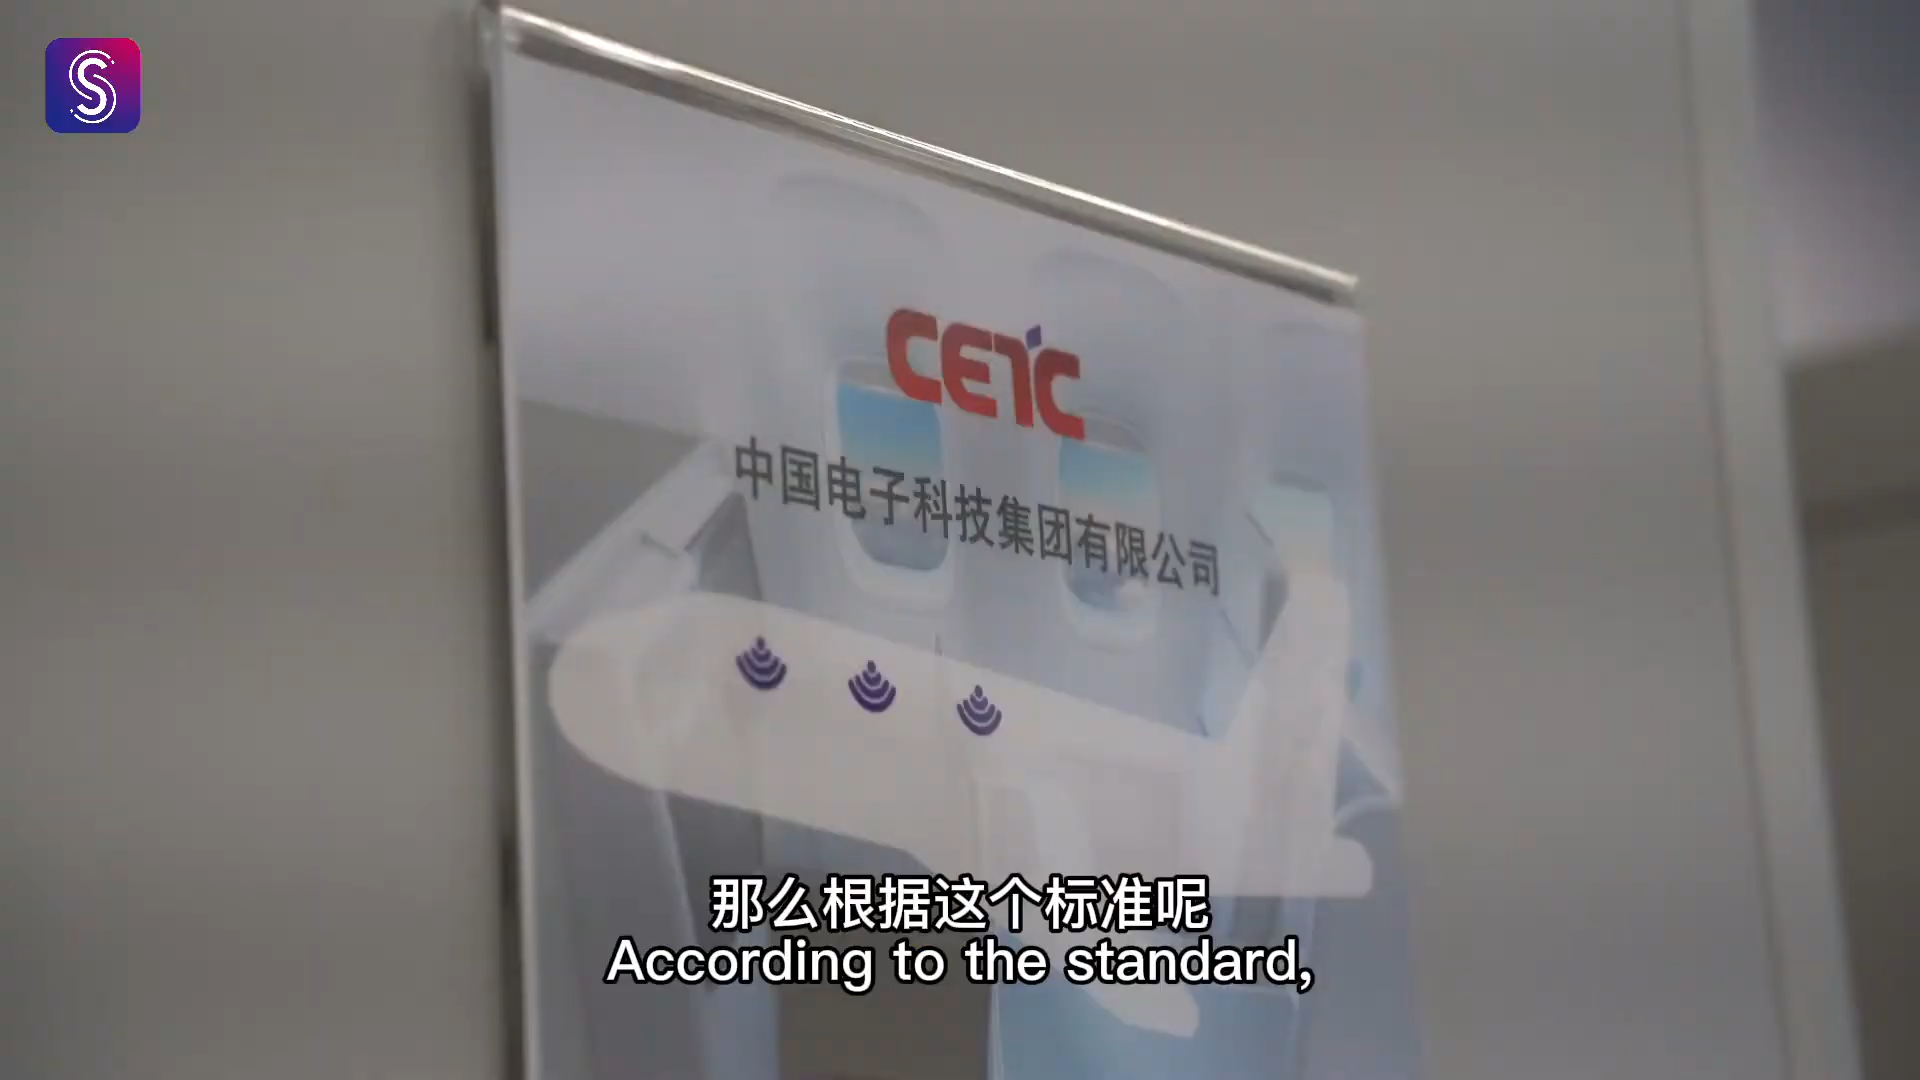 S
CETC
中国电子科技集团有限公司
那么根据这个标准呢
According to the standard,